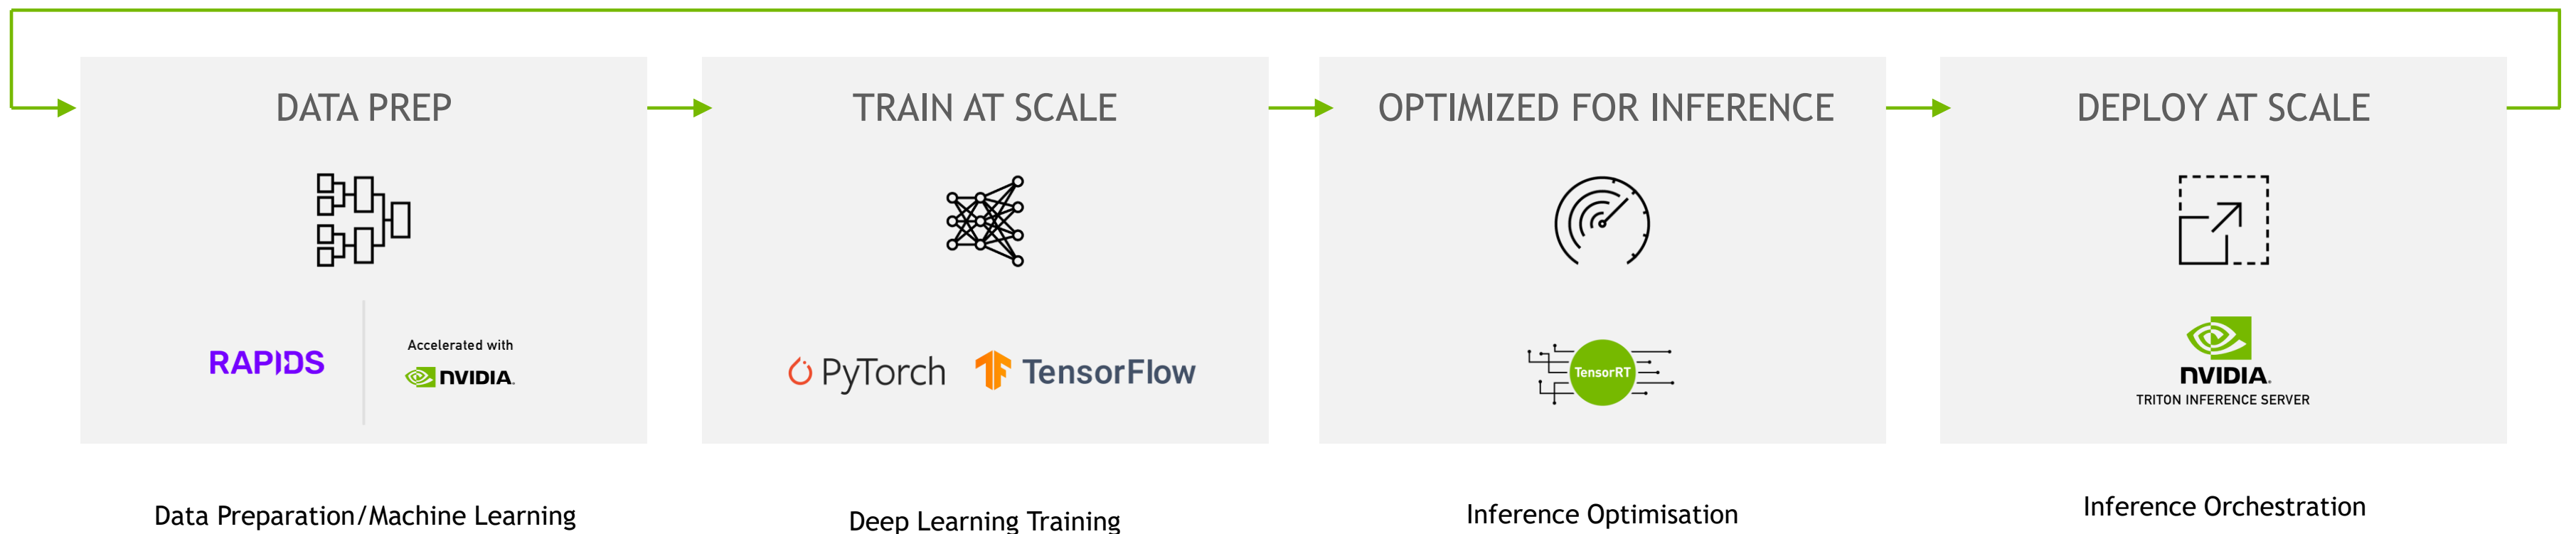 DATA PREP
RAPIDS
Accelerated with
NVIDIA.
Data Preparation/Machine Learning
TRAIN AT SCALE
PyTorch
TensorFlow
Deep Learning Training
OPTIMIZED FOR INFERENCE
TensorRT
Inference Optimisation
DEPLOY AT SCALE
NVIDIA.
TRITON INFERENCE SERVER
Inference Orchestration